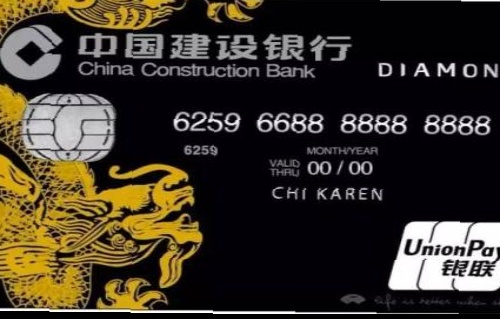 中国建设银行
China Construction Bank
DIAMON
6259 6688 8888 8888
6259
MONTH/YEAR
VALID THRU 00/00
CHI KAREN
UnionPay
银联
life is better when